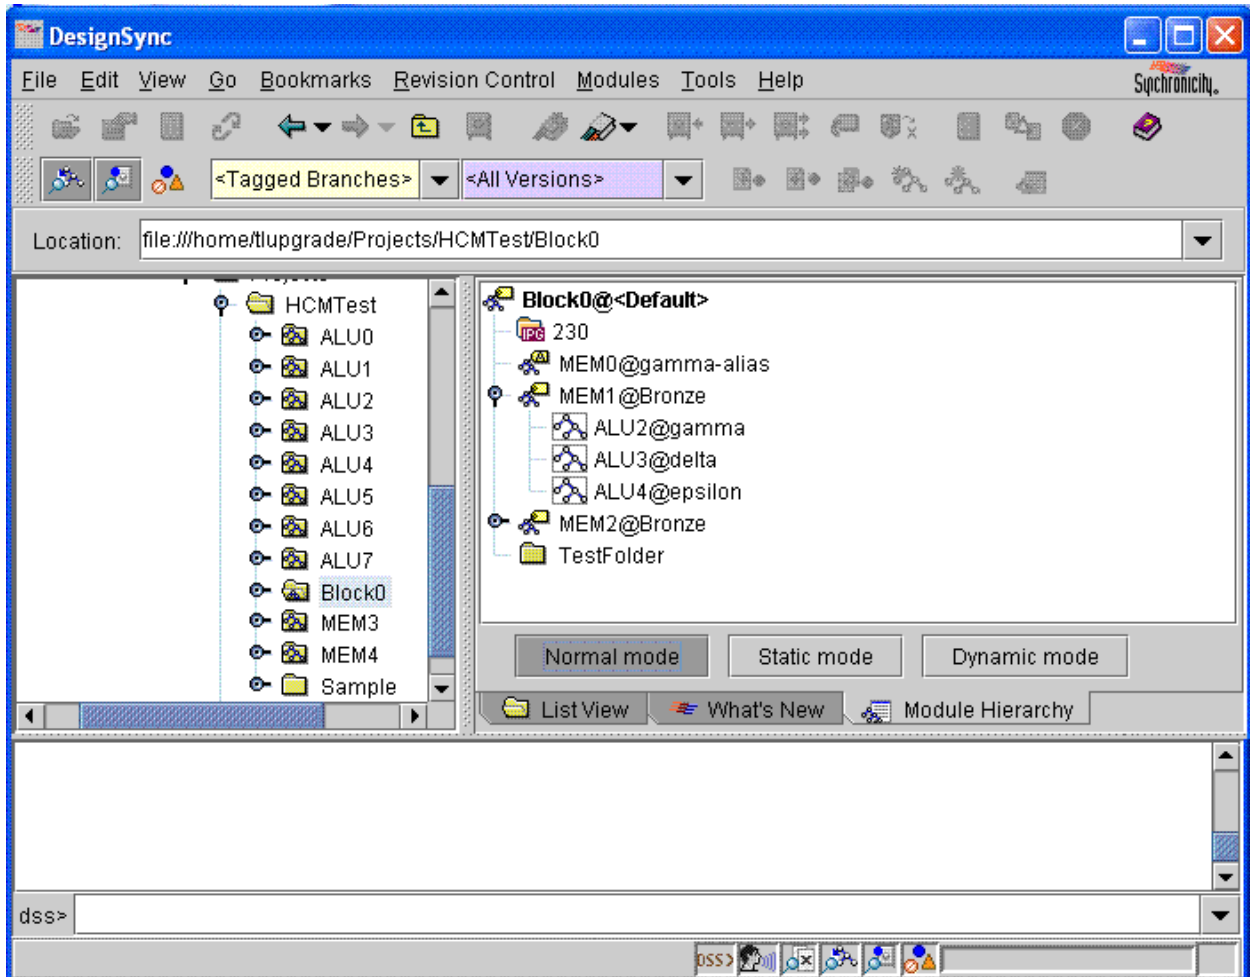 DesignSync
File Edit View Go Bookmarks Revision Control Modules Tools Help
Synchronicity
<Tagged Branches> <All Versions>
Location: file:///home/tlupgrade/Projects/HCMTest/Block0
HCMTest
ALU0
ALU1
ALU2
ALU3
ALU4
ALU5
ALU6
ALU7
Block0
MEM3
MEM4
Sample
Block0@<Default>
IPG 230
MEM0@gamma-alias
MEM1@Bronze
ALU2@gamma
ALU3@delta
ALU4@epsilon
MEM2@Bronze
TestFolder
Normal mode Static mode Dynamic mode
List View What's New Module Hierarchy
dss>
DSS>